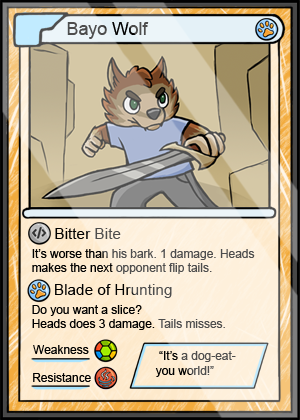 Bayo Wolf
Bitter Bite
It's worse than his bark. 1 damage. Heads
makes the next opponent flip tails.
Blade of Hrunting
Do you want a slice?
Heads does 3 damage. Tails misses.
Weakness
Resistance
“It's a dog-eat-
you world!”